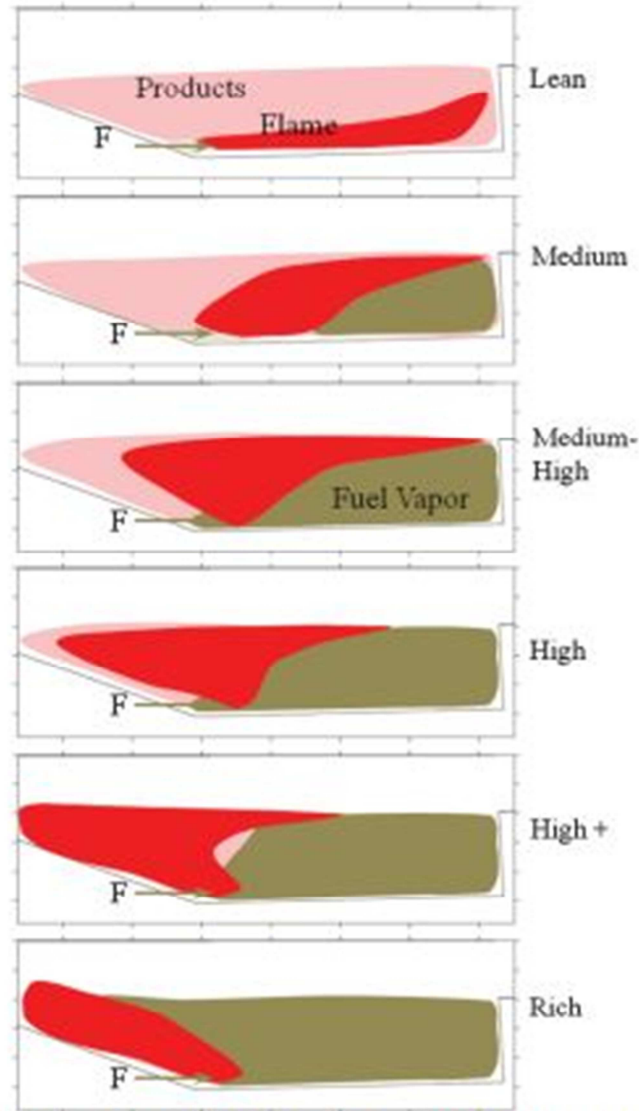 Products
Lean
Flame
F
Medium
F
Medium-
High
Fuel Vapor
F
High
F
High +
F
Rich
F